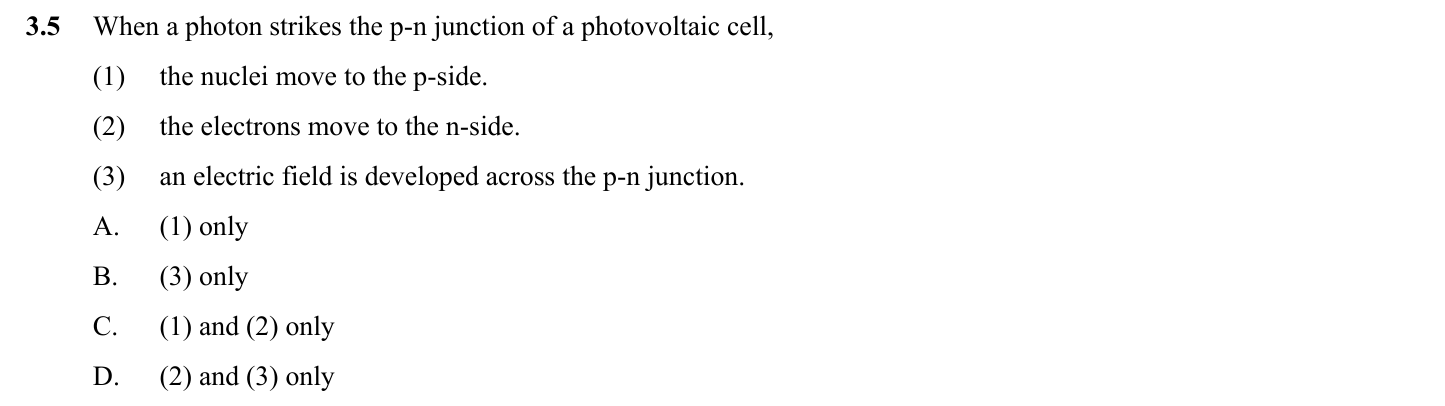 3.5 When a photon strikes the p-n junction of a photovoltaic cell,
(1) the nuclei move to the p-side.
(2) the electrons move to the n-side.
(3) an electric field is developed across the p-n junction.
A. (1) only
B. (3) only
C. (1) and (2) only
D. (2) and (3) only